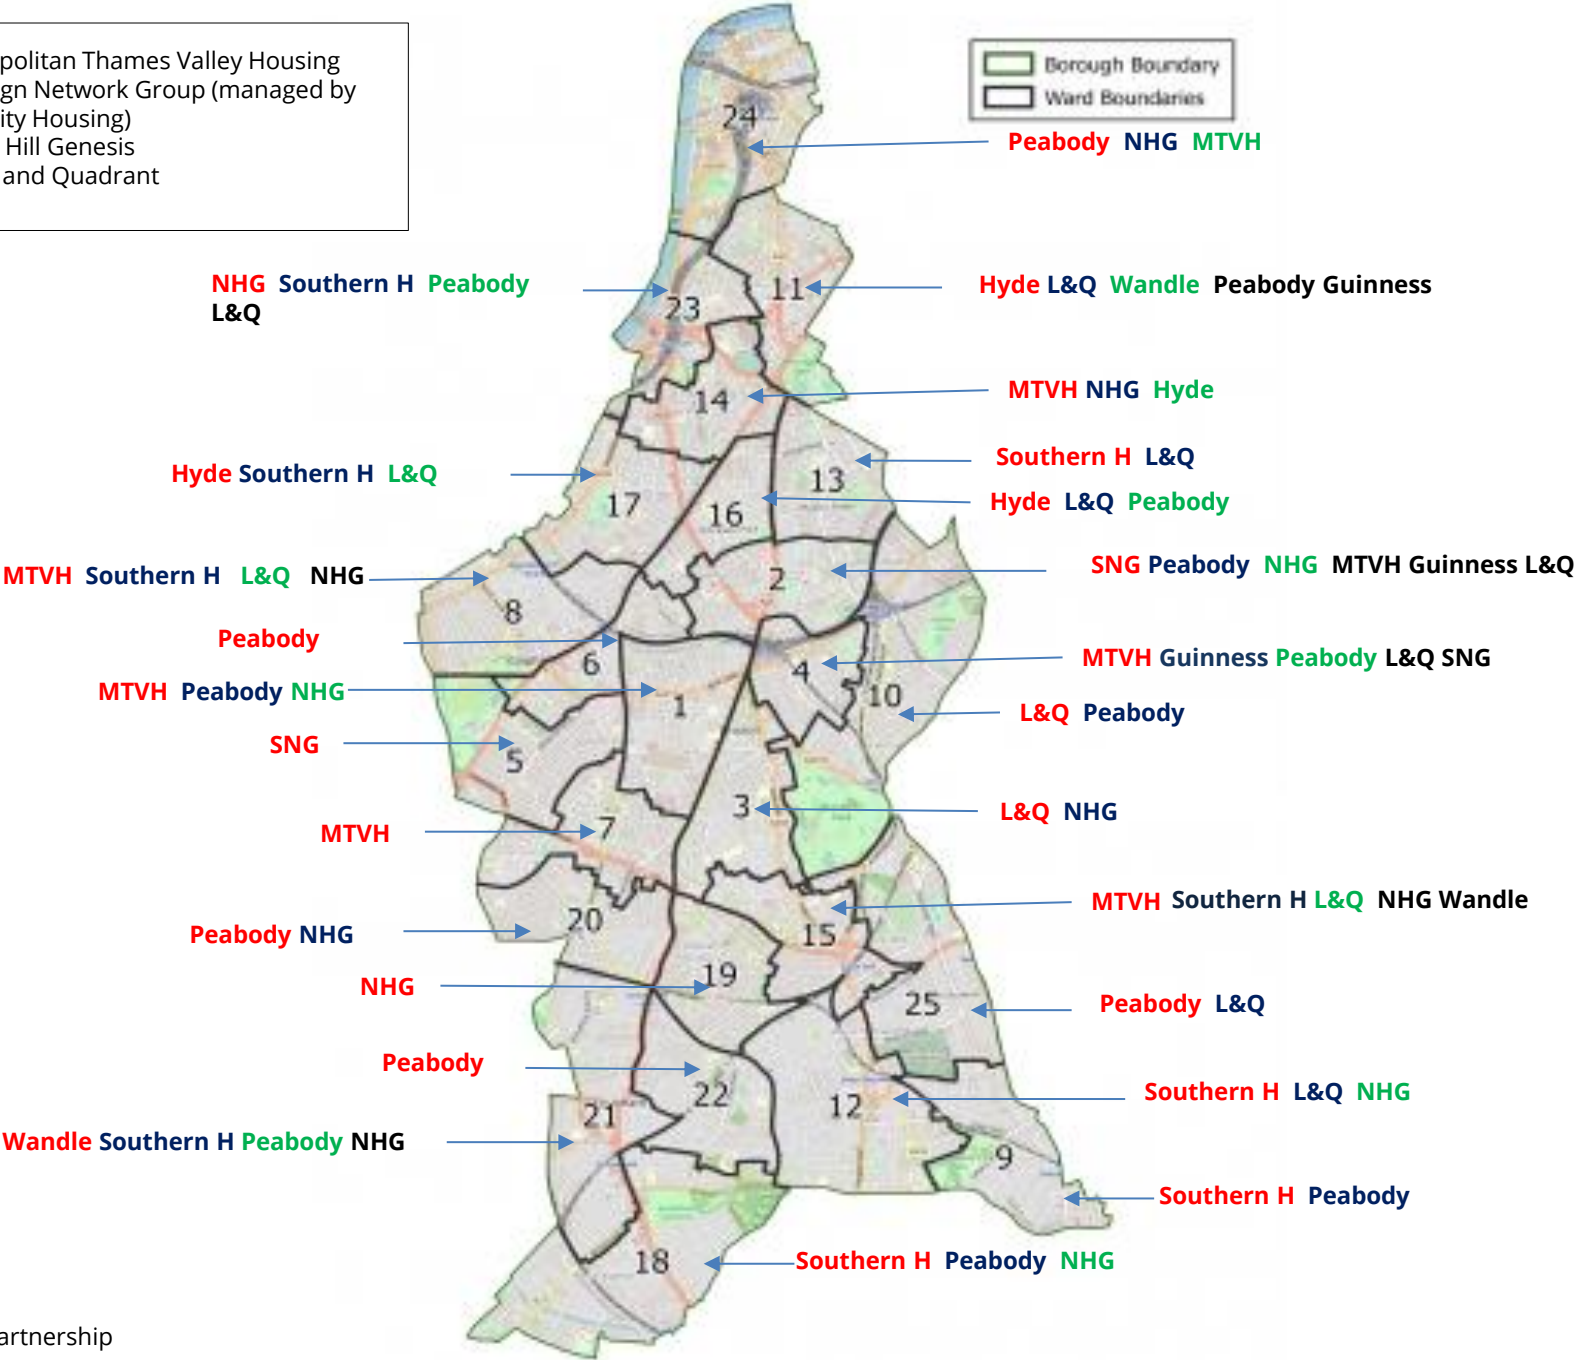 politan Thames Valley Housing
gn Network Group (managed by
ity Housing)
Hill Genesis
and Quadrant
Borough Boundary
Ward Boundaries
24
Peabody NHG MTVH
NHG Southern H Peabody
L&Q
23
11
Hyde L&Q Wandle Peabody Guinness
14
MTVH NHG Hyde
Hyde Southern H L&Q
17
16
13
Southern H L&Q
Hyde L&Q Peabody
MTVH Southern H L&Q NHG
8
2
SNG Peabody NHG MTVH Guinness L&Q
Peabody
6
4
MTVH Guinness Peabody L&Q SNG
MTVH Peabody NHG
1
10
L&Q Peabody
SNG
5
3
L&Q NHG
MTVH
7
Peabody NHG
20
15
MTVH Southern H L&Q NHG Wandle
NHG
19
25
Peabody L&Q
Peabody
22
12
Southern H L&Q NHG
Wandle Southern H Peabody NHG
21
9
Southern H Peabody
18
Southern H Peabody NHG
artnership